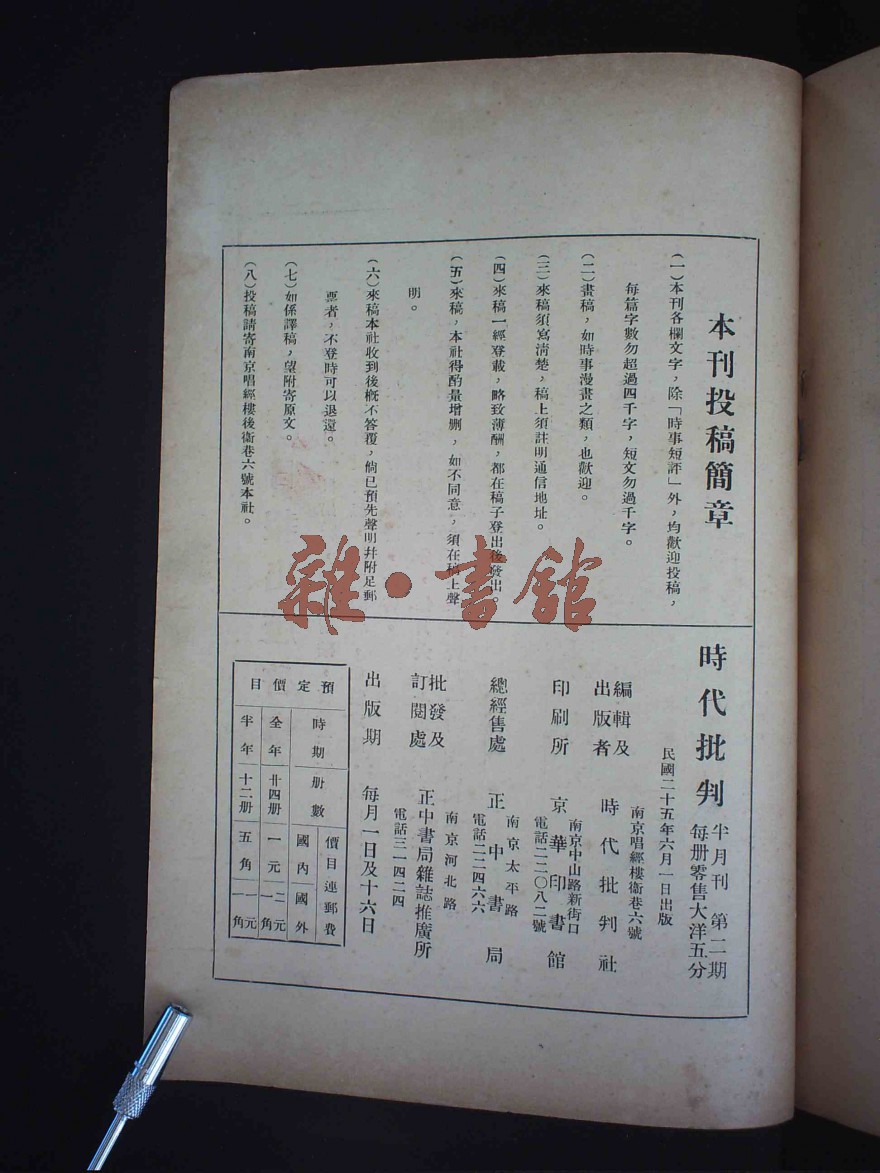 本刊投稿簡章
(一)本刊各欄文字，除「時事短評」外，均歡迎投稿，
每篇字數勿超過四千字，短文勿過千字。
(二)畫稿，如時事漫畫之類，也歡迎。
(三)來稿須寫清楚，稿上須註明通信地址。
(四)來稿一經登載，略致薄酬，都在稿子登出後發出。
(五)來稿，本社得酌量增删，如不同意，須在稿上聲
明。
(六)來稿本社收到後概不答覆，倘已預先聲明幷附足郵
票者，不登時可以退還。
(七)如係譯稿，望附寄原文。
(八)投稿請寄南京唱經樓後衞巷六號本社。
時代批判
半月刊 第二期
每册零售大洋五分
民國二十五年六月一日出版
編輯及
出版者
南京唱經樓衞巷六號
時代批判社
印刷所
南京中山路新街口
京華印書館
電話二二〇八二號
總經售處
南京太平路
正中書局
電話二二四六六
批發及
訂閱處
南京河北路
正中書局雜誌推廣所
電話三一四二四
出版期
每月一日及十六日
預定價目
時期 册數 價目連郵費
國內 國外
全年 廿四册 一元 二元一角
半年 十二册 五角 一元一角
雜·書館